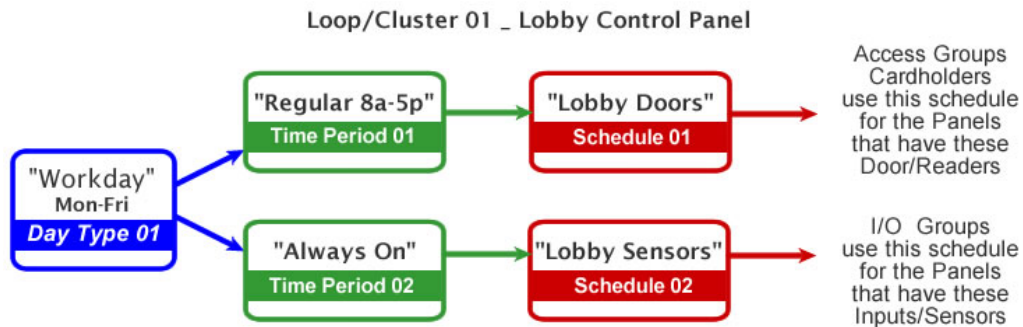 Loop/Cluster 01 _ Lobby Control Panel
"Workday"
Mon-Fri
Day Type 01
"Regular 8a-5p"
Time Period 01
"Lobby Doors"
Schedule 01
Access Groups
Cardholders
use this schedule
for the Panels
that have these
Door/Readers
"Always On"
Time Period 02
"Lobby Sensors"
Schedule 02
I/O Groups
use this schedule
for the Panels
that have these
Inputs/Sensors